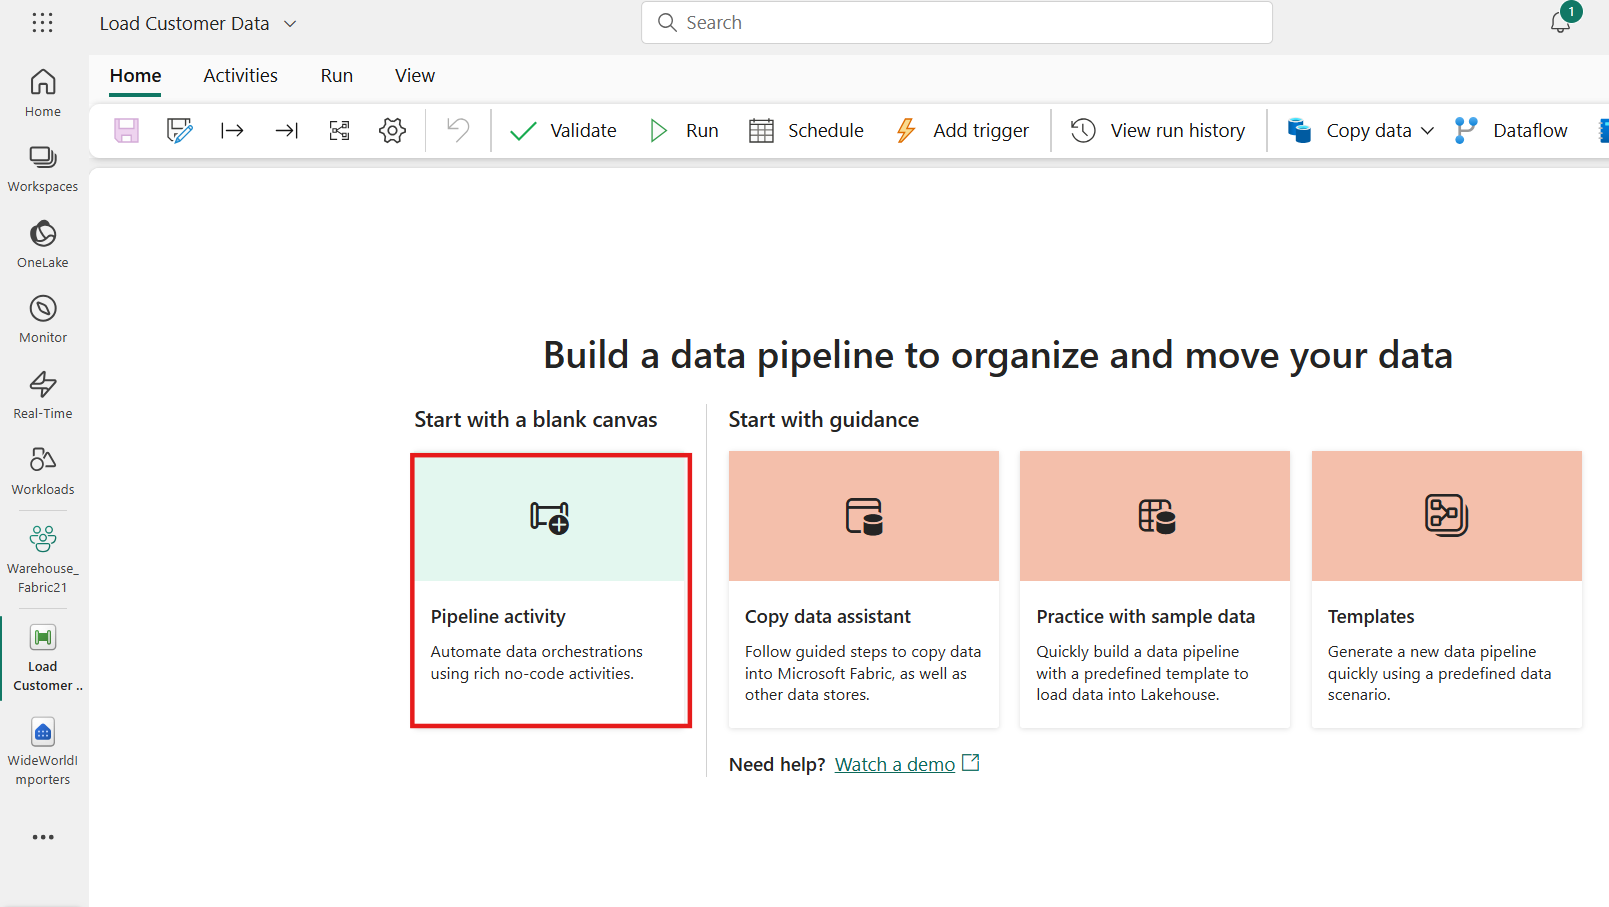 Load Customer Data
Search
1
Home
Activities
Run
View
Validate
Run
Schedule
Add trigger
View run history
Copy data
Dataflow
Home
Workspaces
OneLake
Monitor
Real-Time
Workloads
Warehouse_
Fabric21
Load
Customer ..
WideWorldI
mporters
Build a data pipeline to organize and move your data
Start with a blank canvas
Pipeline activity
Automate data orchestrations
using rich no-code activities.
Start with guidance
Copy data assistant
Follow guided steps to copy data
into Microsoft Fabric, as well as
other data stores.
Practice with sample data
Quickly build a data pipeline
with a predefined template to
load data into Lakehouse.
Templates
Generate a new data pipeline
quickly using a predefined data
scenario.
Need help? Watch a demo